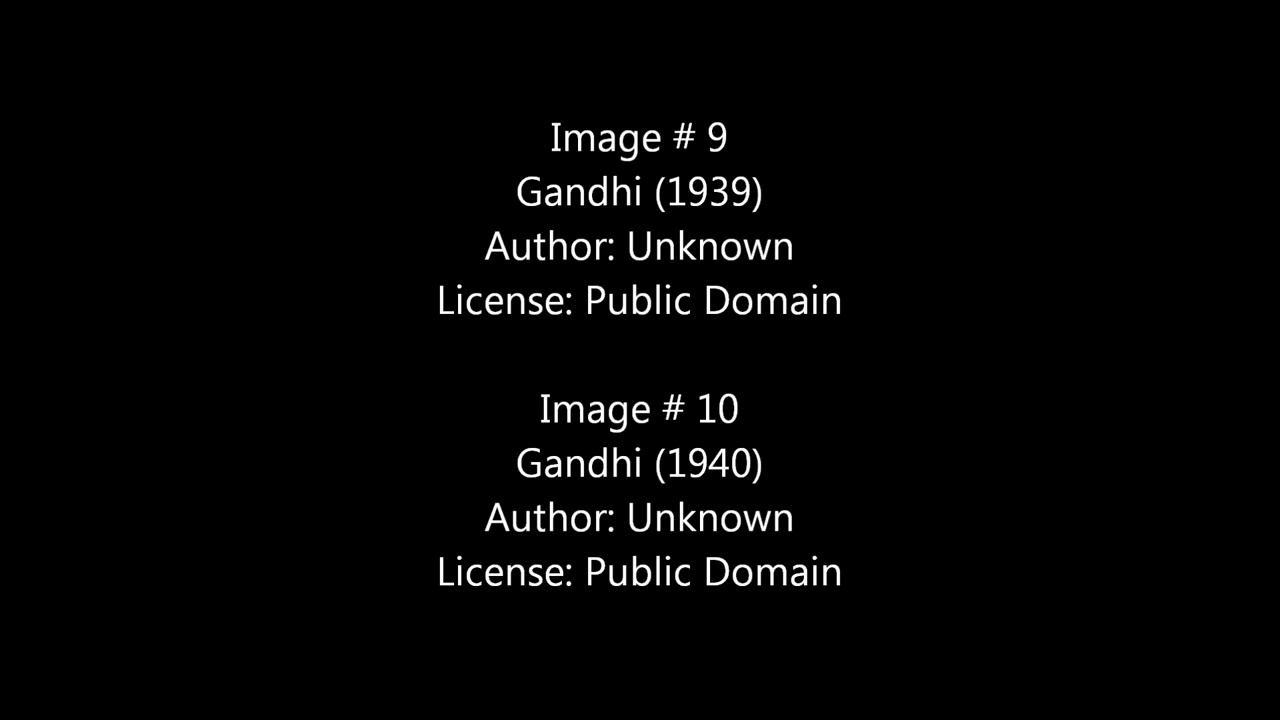 Image # 9
Gandhi (1939)
Author: Unknown
License: Public Domain
Image # 10
Gandhi (1940)
Author: Unknown
License: Public Domain